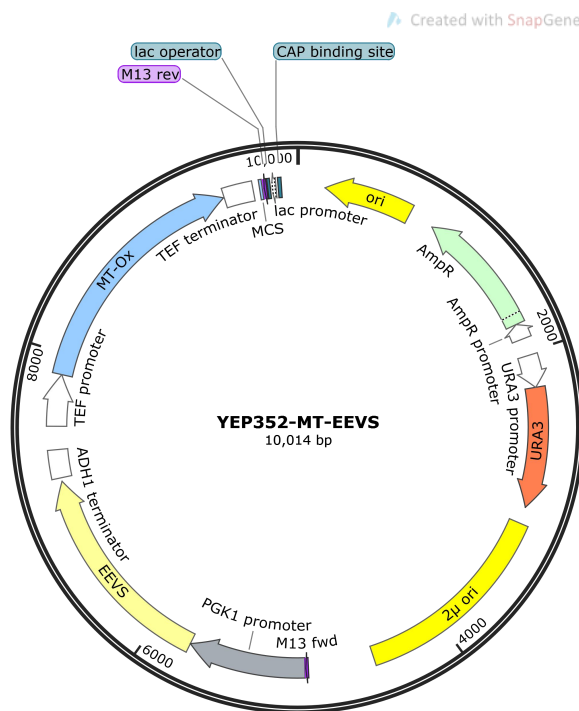 Created with SnapGene
lac operator
CAP binding site
M13 rev
10,000
ori
TEF terminator
lac promoter
MCS
AmpR
MT-Ox
AmpR promoter
2000
8000
URA3 promoter
TEF promoter
YEP352-MT-EEVS
10,014 bp
URA3
ADH1 terminator
EEVS
2μ ori
PGK1 promoter
M13 fwd
4000
6000